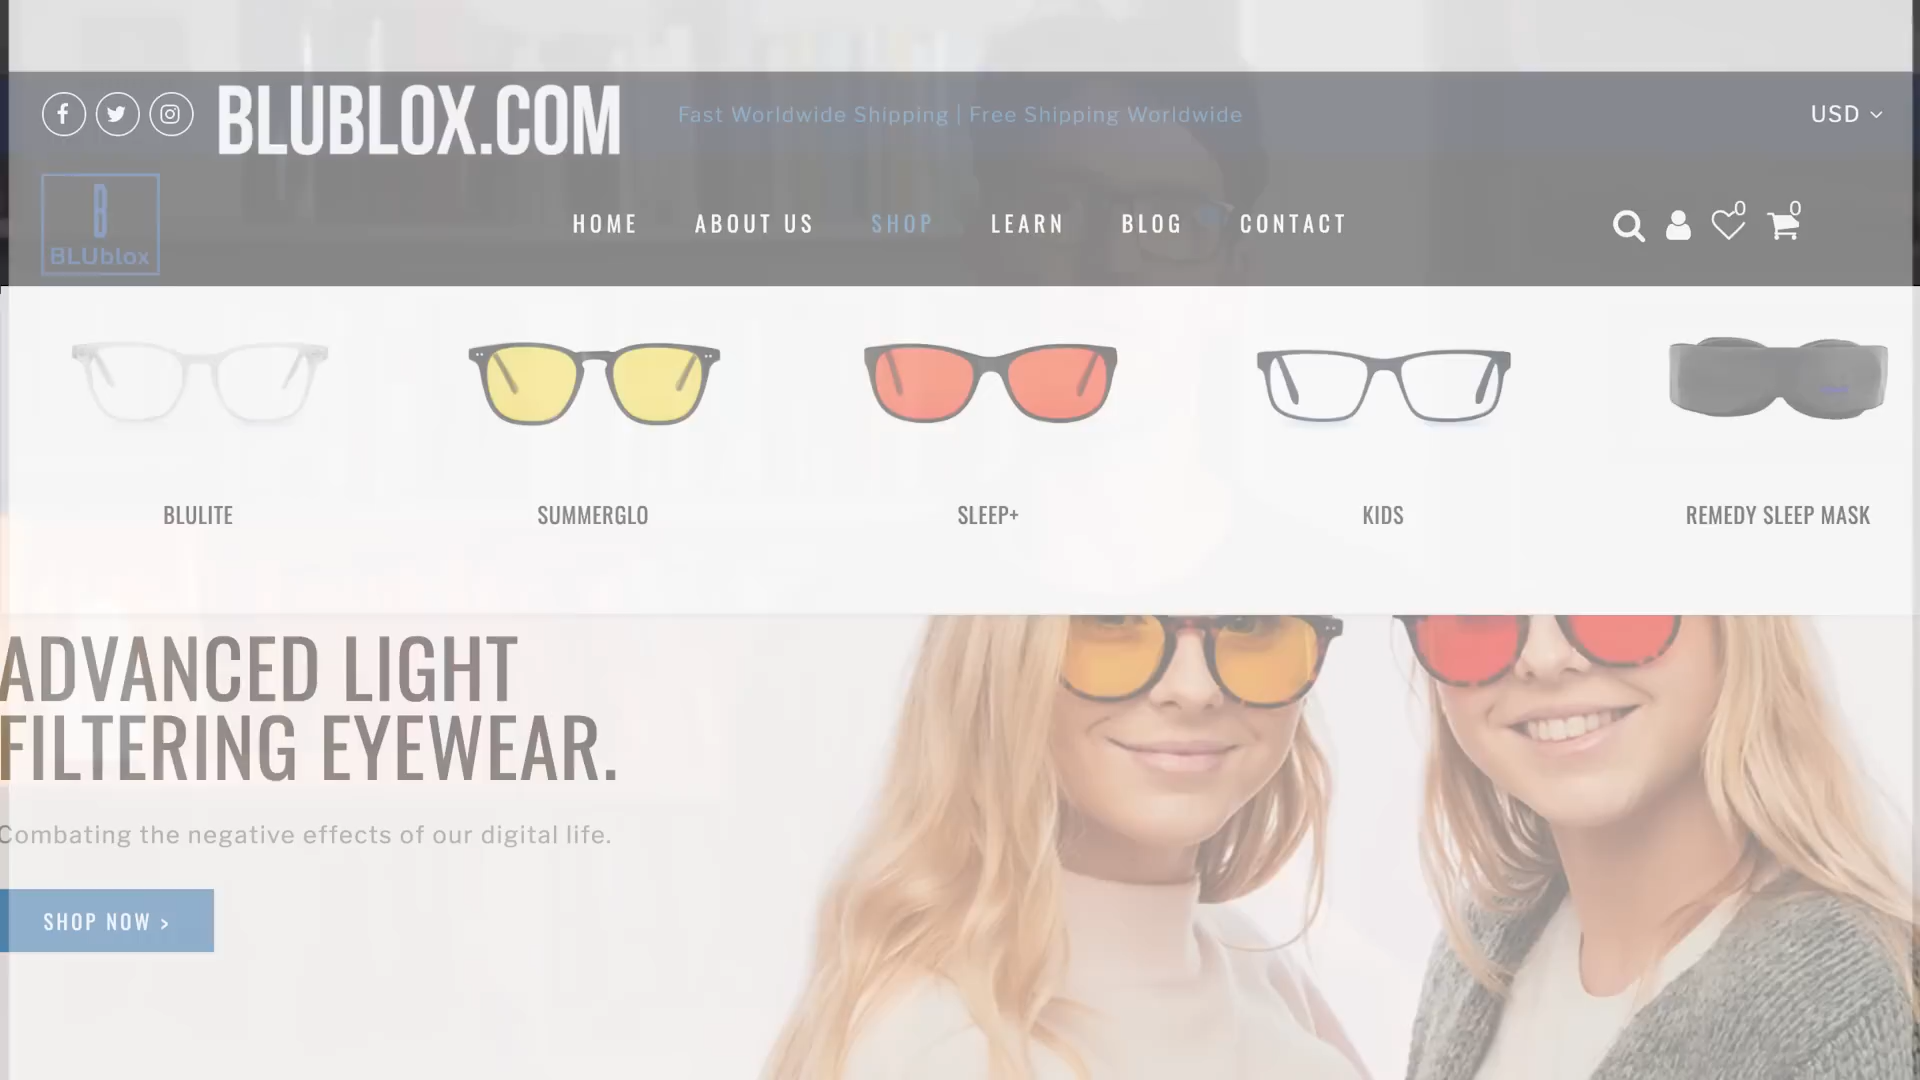 BLUBLOX.COM
Fast Worldwide Shipping | Free Shipping Worldwide
USD
B
BLUblox
HOME
ABOUT US
SHOP
LEARN
BLOG
CONTACT
0
0
BLULITE
SUMMERGLO
SLEEP+
KIDS
REMEDY SLEEP MASK
ADVANCED LIGHT
FILTERING EYEWEAR.
Combating the negative effects of our digital life.
SHOP NOW >